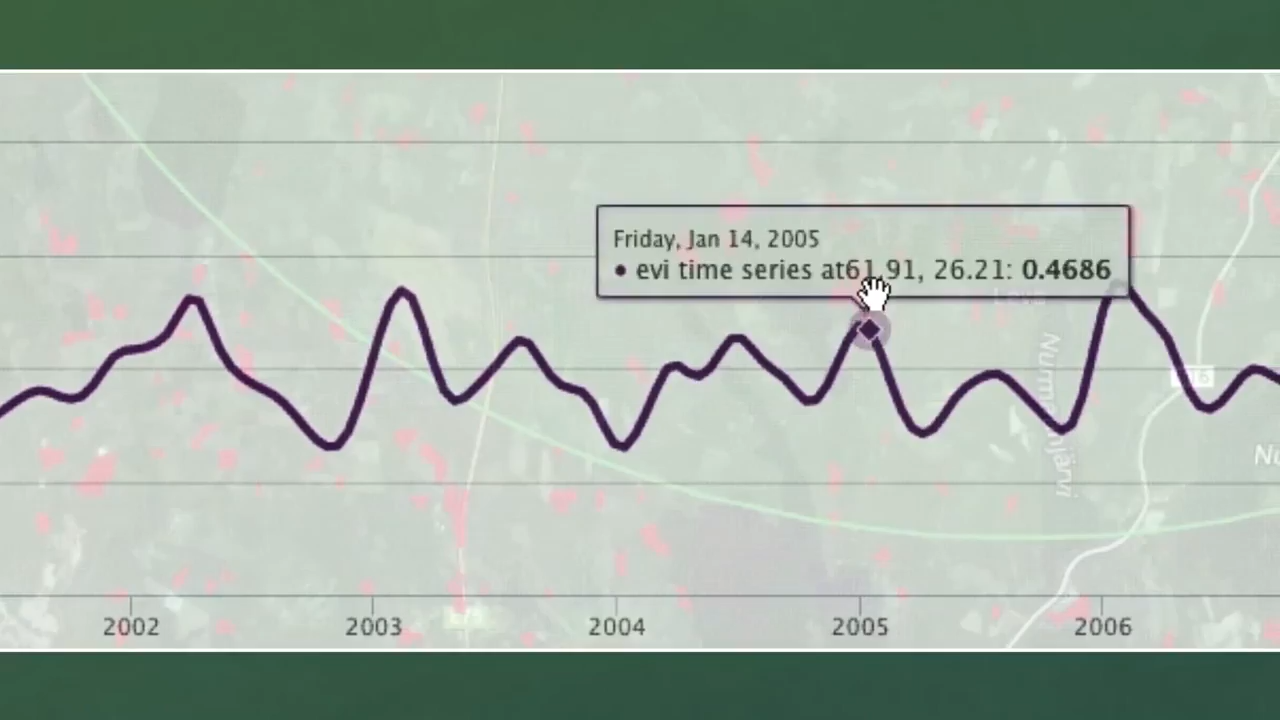 Friday, Jan 14, 2005
• evi time series at61.91, 26.21: 0.4686
2002
2003
2004
2005
2006